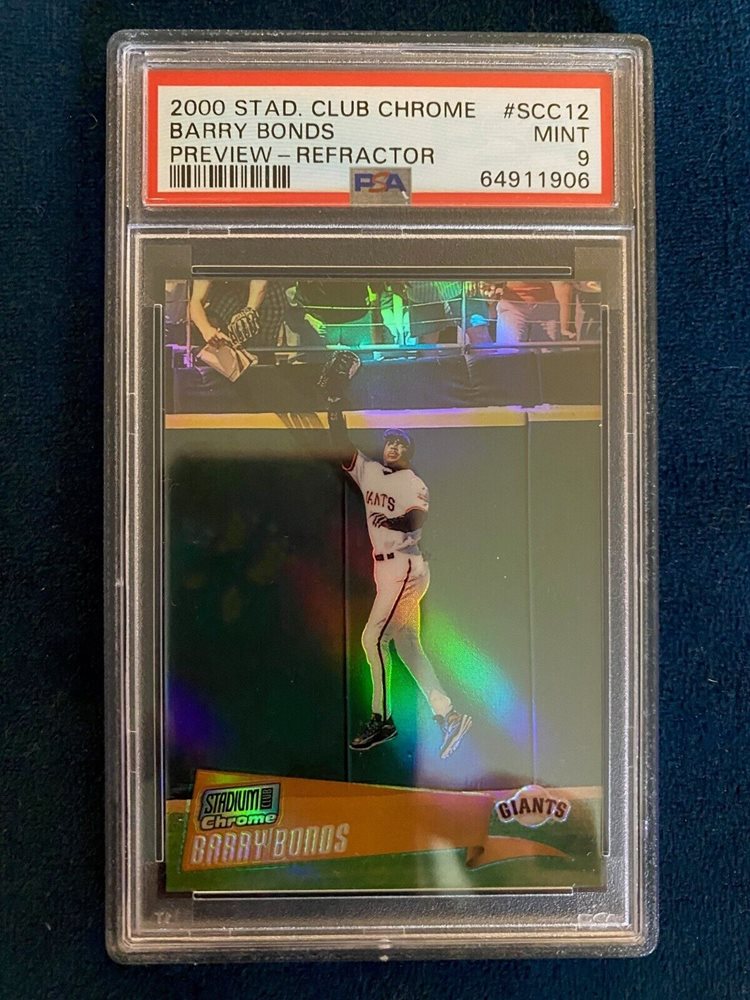 2000 STAD. CLUB CHROME #SCC12
BARRY BONDS MINT
PREVIEW – REFRACTOR 9
PSA 64911906
GIANTS
STADIUM CLUB
Chrome
GIANTS
BARRY BONDS